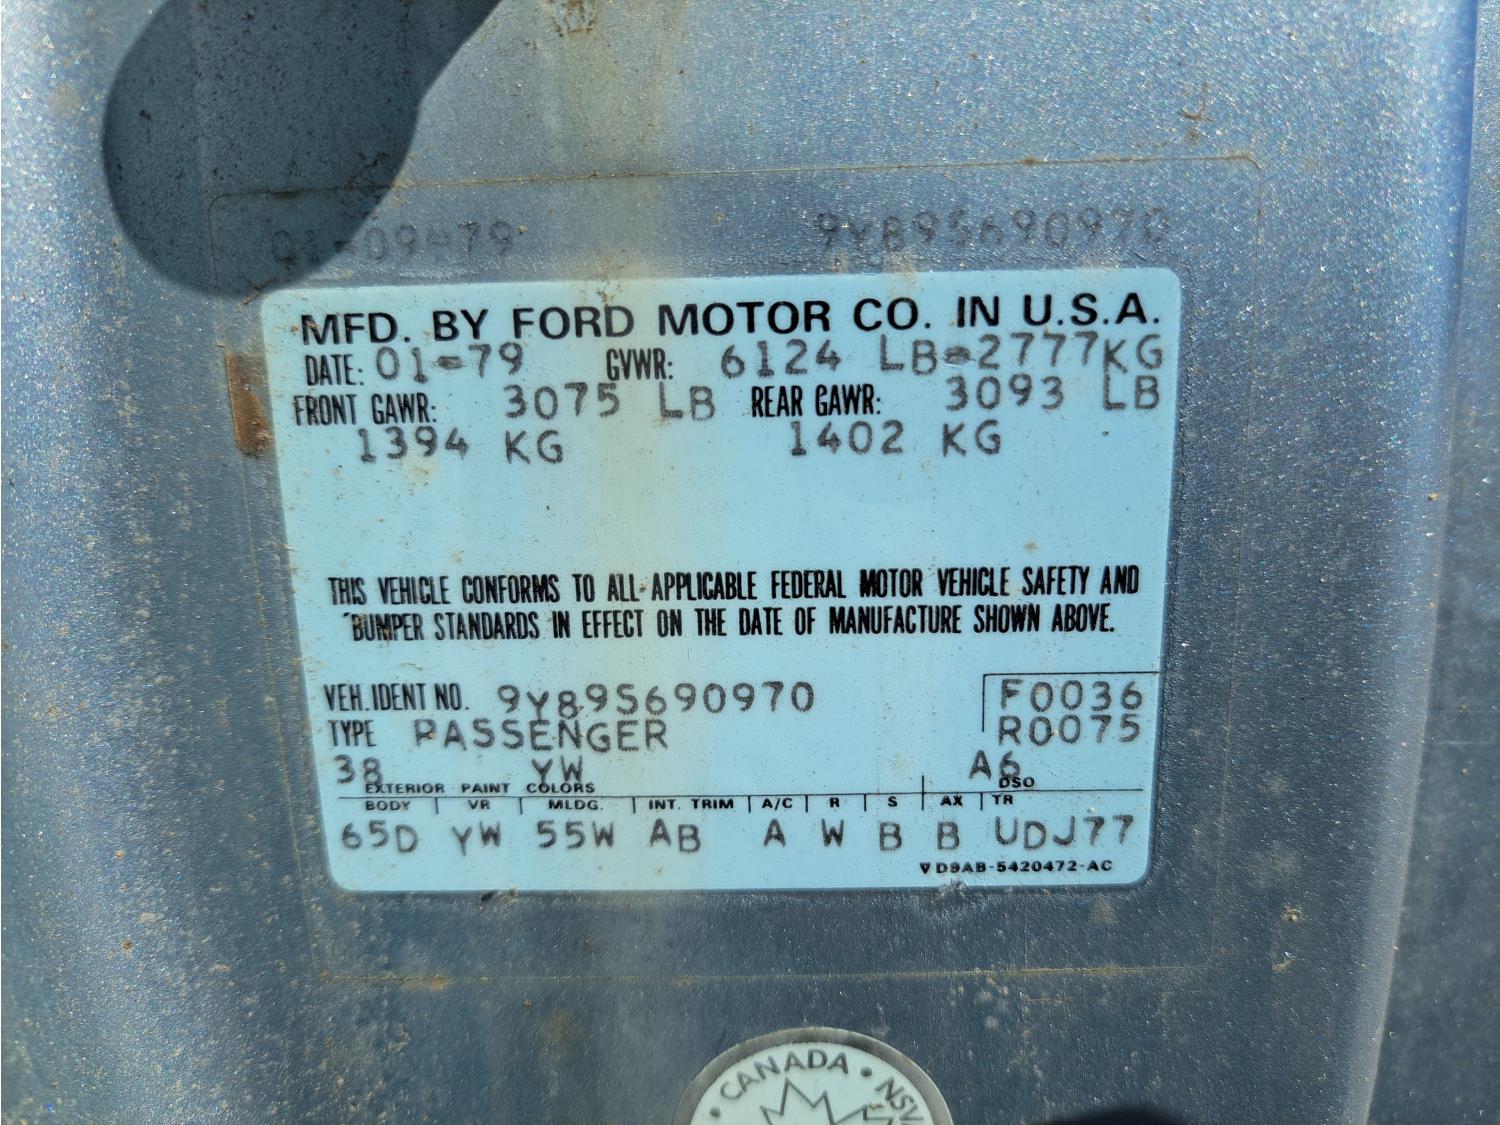 01-09-79 9Y89S690970
MFD. BY FORD MOTOR CO. IN U.S.A.
DATE: 01-79 GVWR: 6124 LB-2777KG
FRONT GAWR: 3075 LB REAR GAWR: 3093 LB
1394 KG 1402 KG
THIS VEHICLE CONFORMS TO ALL APPLICABLE FEDERAL MOTOR VEHICLE SAFETY AND
BUMPER STANDARDS IN EFFECT ON THE DATE OF MANUFACTURE SHOWN ABOVE.
VEH. IDENT NO. 9Y89S690970 F0036
TYPE PASSENGER R0075
38 YW A6
EXTERIOR PAINT COLORS DSO
BODY VR MLDG. INT. TRIM A/C R S AX TR
65D YW 55W AB A W B B UDJ77
▽D9AB-5420472-AC
• CANADA • NSV